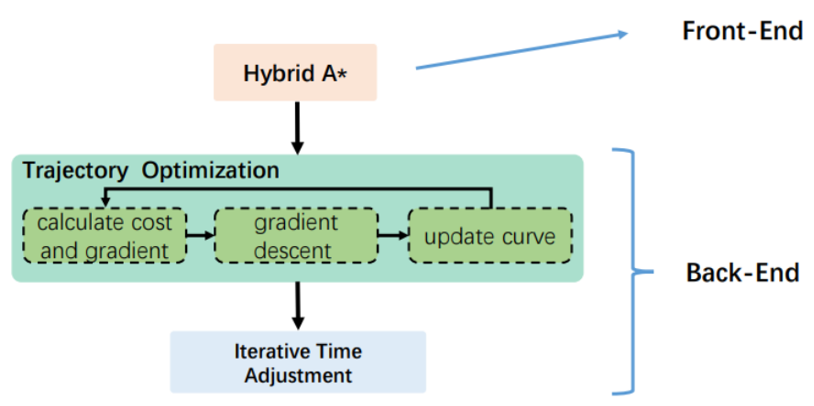 Front-End
Hybrid A*
Trajectory Optimization
calculate cost
and gradient
gradient
descent
update curve
Back-End
Iterative Time
Adjustment